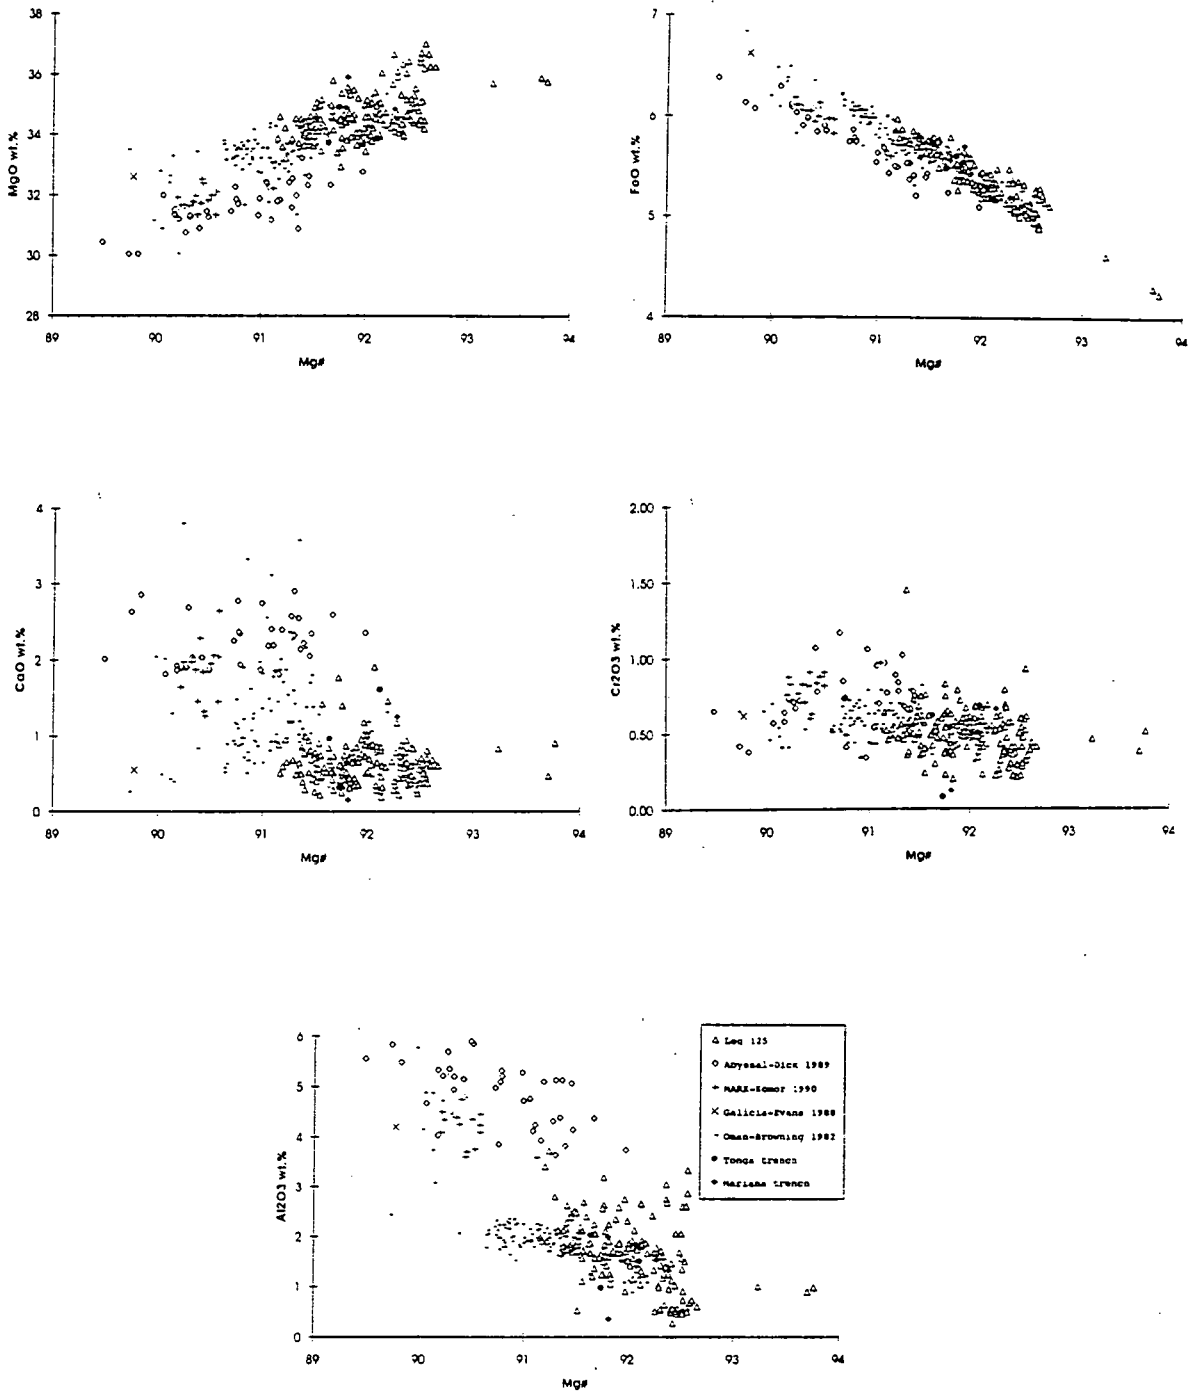 38
36
34
32
30
28
MgO wt.%
89 90 91 92 93 94
Mg#
7
6
5
4
FeO wt.%
89 90 91 92 93 94
Mg#
4
3
2
1
0
CaO wt.%
89 90 91 92 93 94
Mg#
2.00
1.50
1.00
0.50
0.00
Cr2O3 wt.%
89 90 91 92 93 94
Mg#
6
5
4
3
2
1
0
Al2O3 wt.%
89 90 91 92 93 94
Mg#
Leg 125
Abyssal-Dick 1989
MARK-Komor 1990
Galicia-Evans 1988
Oman-Browning 1982
Tonga trench
Mariana trench